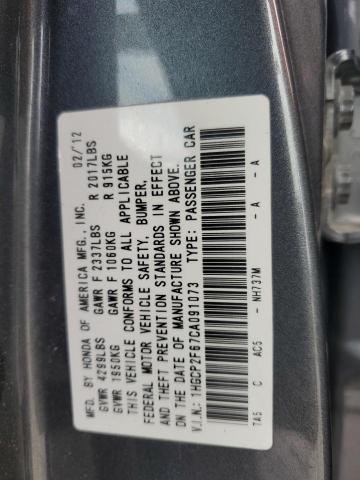 MFD. BY HONDA OF AMERICA MFG., INC. 02/12
GVWR 4299LBS GAWR F 2337LBS R 2017LBS
GVWR 1950KG GAWR F 1060KG R 915KG
THIS VEHICLE CONFORMS TO ALL APPLICABLE
FEDERAL MOTOR VEHICLE SAFETY, BUMPER,
AND THEFT PREVENTION STANDARDS IN EFFECT
ON THE DATE OF MANUFACTURE SHOWN ABOVE.
V.I.N.: 1HGCP2F67CA091073 TYPE: PASSENGER CAR
TA5 C AC5 - NH737M - A - A